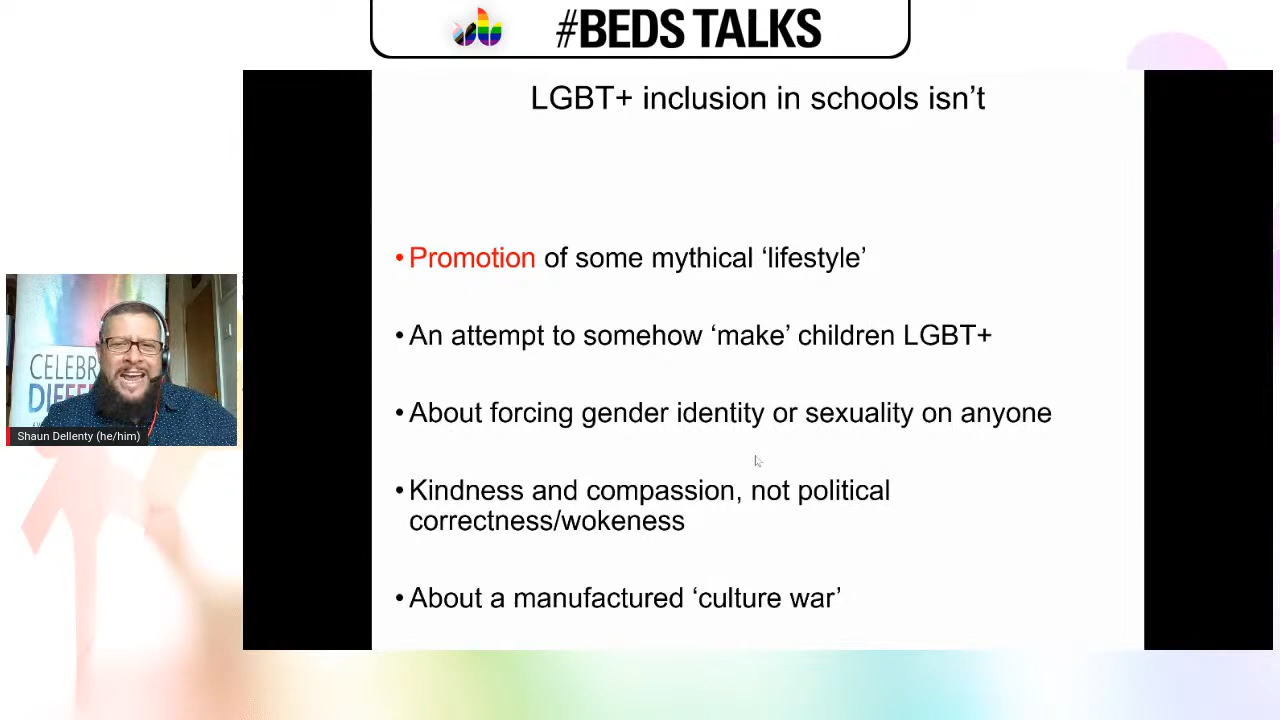 #BEDS TALKS
LGBT+ inclusion in schools isn't
•Promotion of some mythical ‘lifestyle’
•An attempt to somehow ‘make’ children LGBT+
•About forcing gender identity or sexuality on anyone
•Kindness and compassion, not political
correctness/wokeness
•About a manufactured ‘culture war’
CELEBR
DIFFE
Shaun Dellenty (he/him)